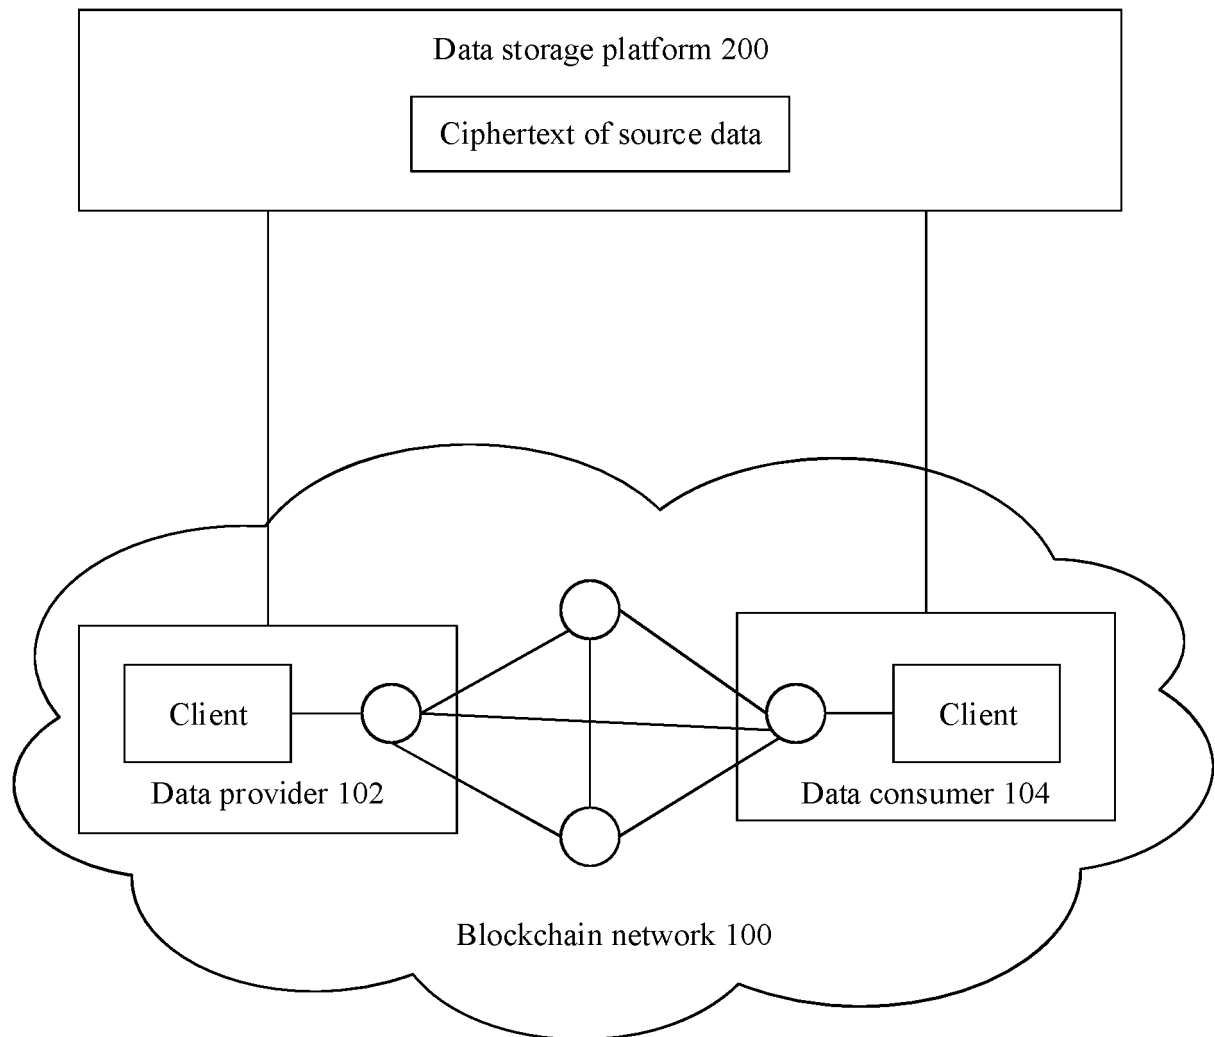 Data storage platform 200
Ciphertext of source data
Client
Client
Data provider 102
Data consumer 104
Blockchain network 100